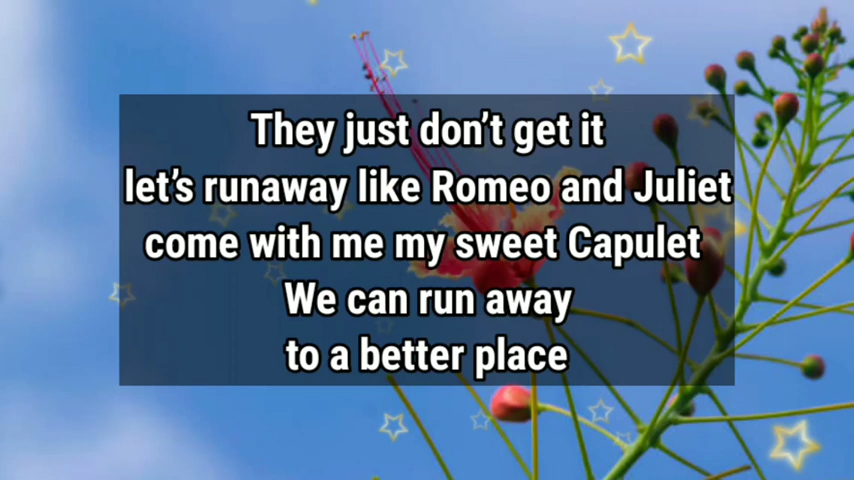 They just don’t get it
let’s runaway like Romeo and Juliet
come with me my sweet Capulet
We can run away
to a better place